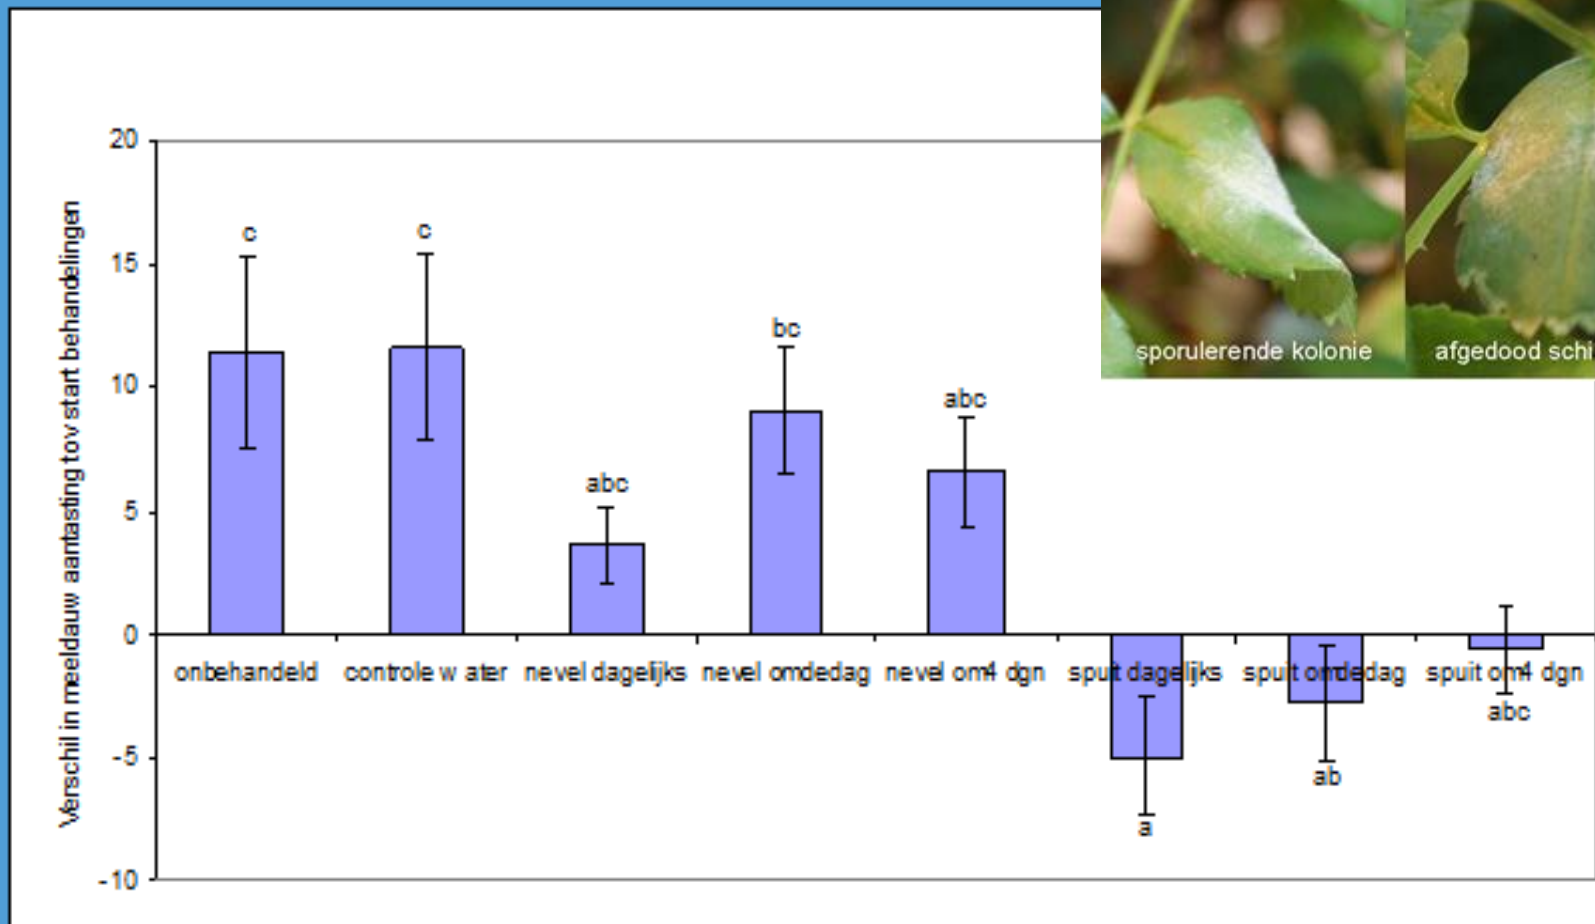 sporulerende kolonie
afgedood schi
Verschil in meeldauw aantasting tov start behandelingen
20
15
10
5
0
-5
-10
c
c
abc
bc
abc
a
ab
abc
onbehandeld
controle w ater
nevel dagelijks
nevel omdedag
nevel om4 dgn
spuit dagelijks
spuit omdedag
spuit om4 dgn